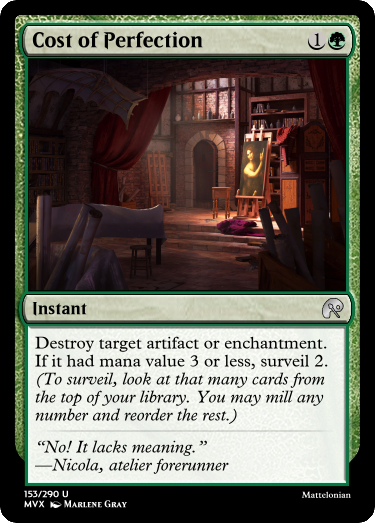 Cost of Perfection 1
Instant
Destroy target artifact or enchantment.
If it had mana value 3 or less, surveil 2.
(To surveil, look at that many cards from
the top of your library. You may mill any
number and reorder the rest.)
“No! It lacks meaning.”
—Nicola, atelier forerunner
153/290 U
MVX Marlene Gray
Mattelonian